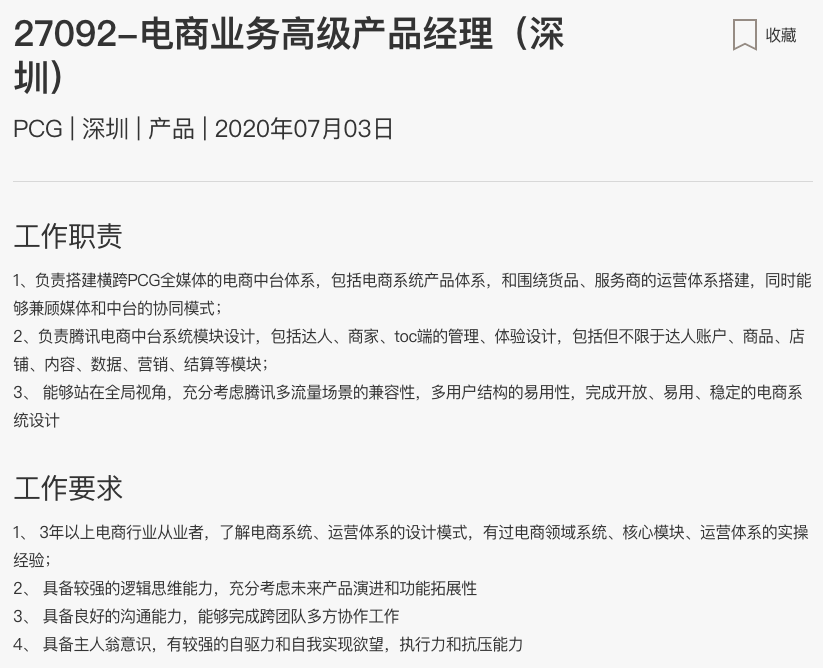 27092-电商业务高级产品经理（深
圳）
收藏
PCG | 深圳 | 产品 | 2020年07月03日
工作职责
1、负责搭建横跨PCG全媒体的电商中台体系，包括电商系统产品体系，和围绕货品、服务商的运营体系搭建，同时能
够兼顾媒体和中台的协同模式；
2、负责腾讯电商中台系统模块设计，包括达人、商家、toc端的管理、体验设计，包括但不限于达人账户、商品、店
铺、内容、数据、营销、结算等模块；
3、 能够站在全局视角，充分考虑腾讯多流量场景的兼容性，多用户结构的易用性，完成开放、易用、稳定的电商系
统设计
工作要求
1、 3年以上电商行业从业者，了解电商系统、运营体系的设计模式，有过电商领域系统、核心模块、运营体系的实操
经验；
2、 具备较强的逻辑思维能力，充分考虑未来产品演进和功能拓展性
3、 具备良好的沟通能力，能够完成跨团队多方协作工作
4、 具备主人翁意识，有较强的自驱力和自我实现欲望，执行力和抗压能力